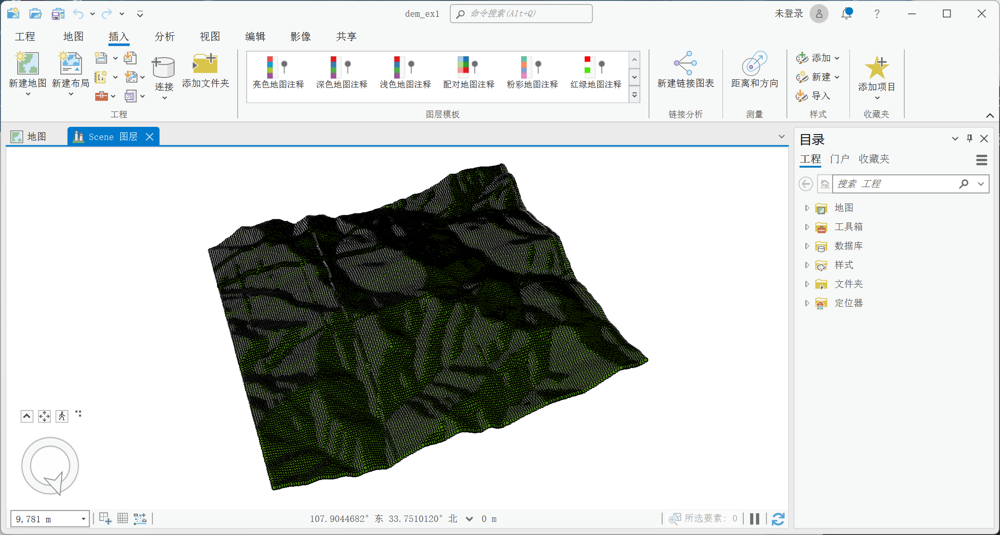 dem_ex1
命令搜索(Alt+Q)
未登录
?
工程 地图 插入 分析 视图 编辑 影像 共享
新建地图
新建布局
连接
添加文件夹
工程
亮色地图注释
深色地图注释
浅色地图注释
配对地图注释
粉彩地图注释
红绿地图注释
图层模板
新建链接图表
链接分析
距离和方向
测量
添加
新建
导入
样式
添加项目
收藏夹
地图
Scene 图层
目录
工程 门户 收藏夹
搜索 工程
地图
工具箱
数据库
样式
文件夹
定位器
9,781 m
107.9044682° 东 33.7510120° 北
0 m
所选要素: 0